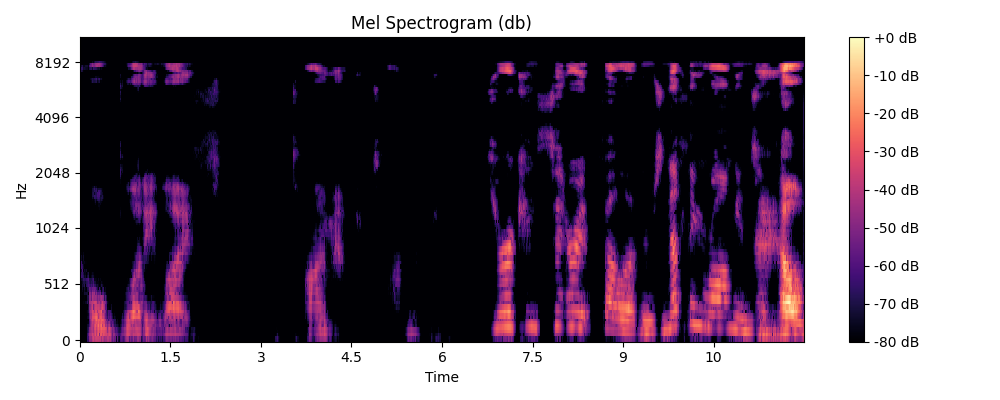 Mel Spectrogram (db)
+0 dB
8192
-10 dB
4096
-20 dB
-30 dB
Hz
2048
-40 dB
1024
-50 dB
-60 dB
512
-70 dB
0
-80 dB
0 1.5 3 4.5 6 7.5 9 10
Time